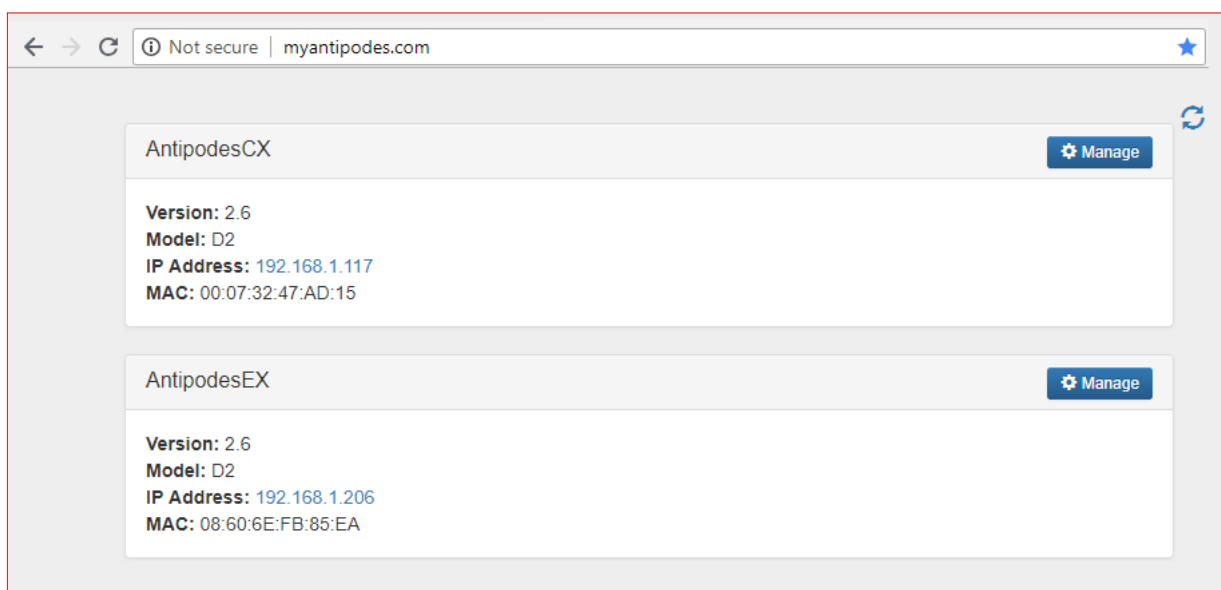 Not secure | myantipodes.com
AntipodesCX
Manage
Version: 2.6
Model: D2
IP Address: 192.168.1.117
MAC: 00:07:32:47:AD:15
AntipodesEX
Manage
Version: 2.6
Model: D2
IP Address: 192.168.1.206
MAC: 08:60:6E:FB:85:EA